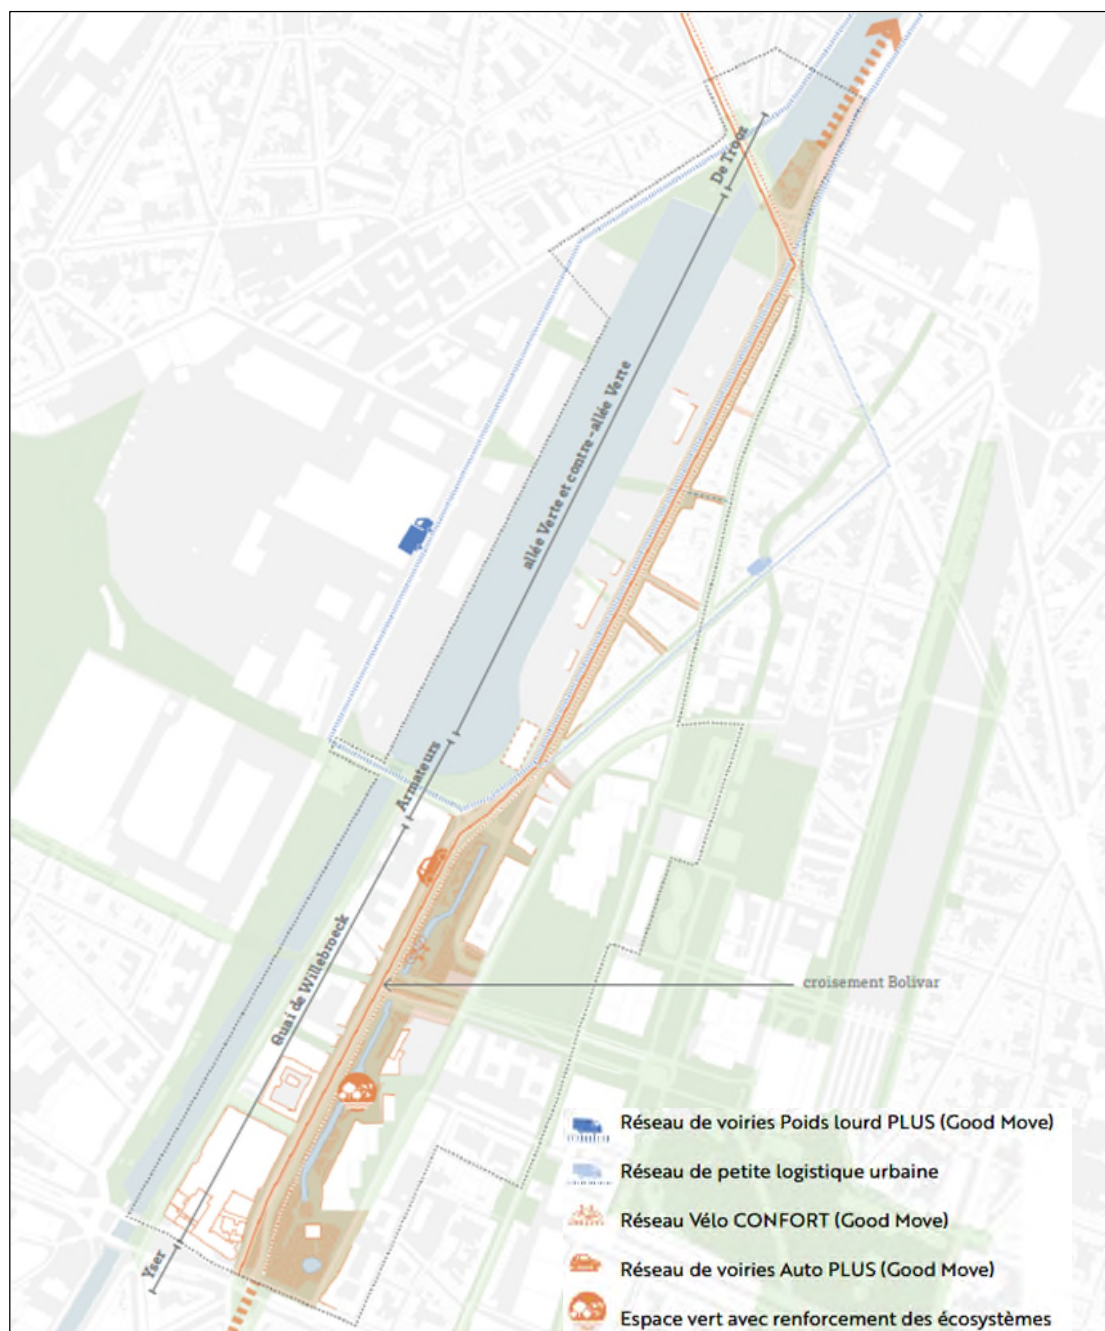 De Trooz
allée Verte et contre-allée Verte
Armateurs
Quai de Willebroeck
croisement Bolivar
Yser
Réseau de voiries Poids lourd PLUS (Good Move)
Réseau de petite logistique urbaine
Réseau Vélo CONFORT (Good Move)
Réseau de voiries Auto PLUS (Good Move)
Espace vert avec renforcement des écosystèmes